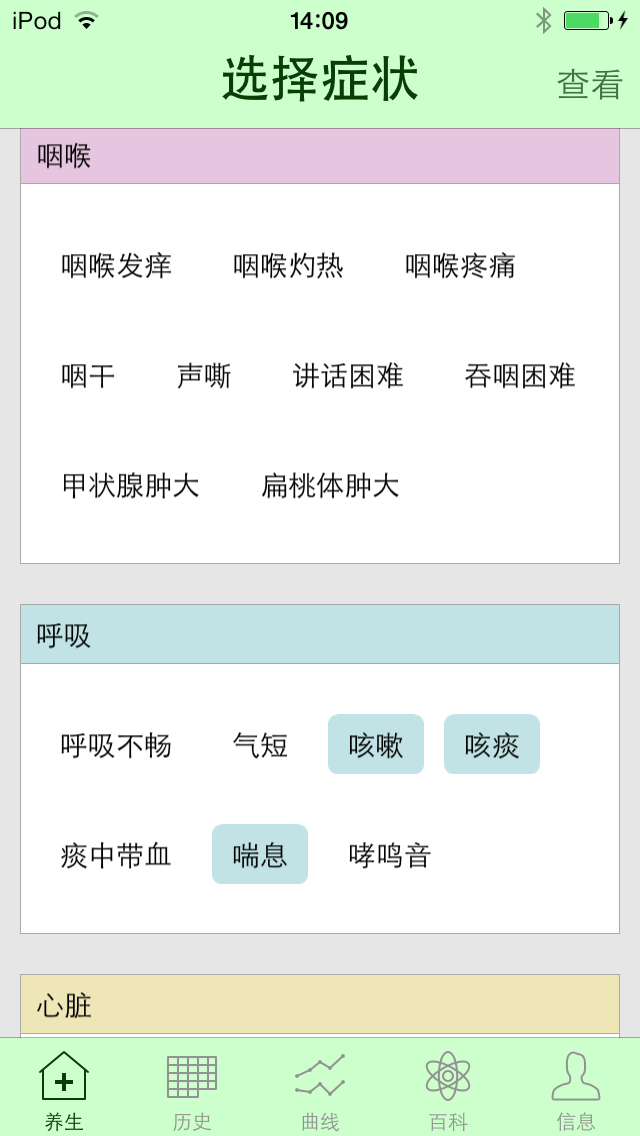 iPod 14:09
选择症状 查看
咽喉
咽喉发痒 咽喉灼热 咽喉疼痛
咽干 声嘶 讲话困难 吞咽困难
甲状腺肿大 扁桃体肿大
呼吸
呼吸不畅 气短 咳嗽 咳痰
痰中带血 喘息 哮鸣音
心脏
养生 历史 曲线 百科 信息